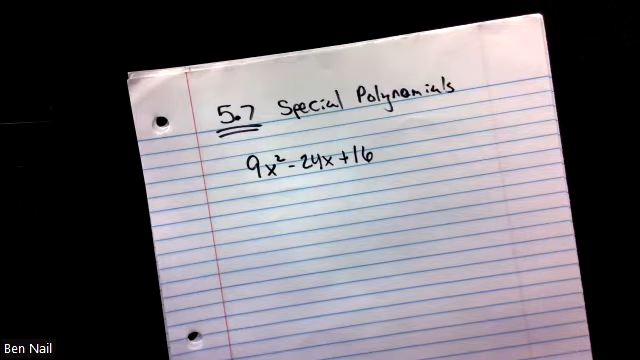 5.7 Special Polynomials
9x² - 24x + 16
Ben Nail